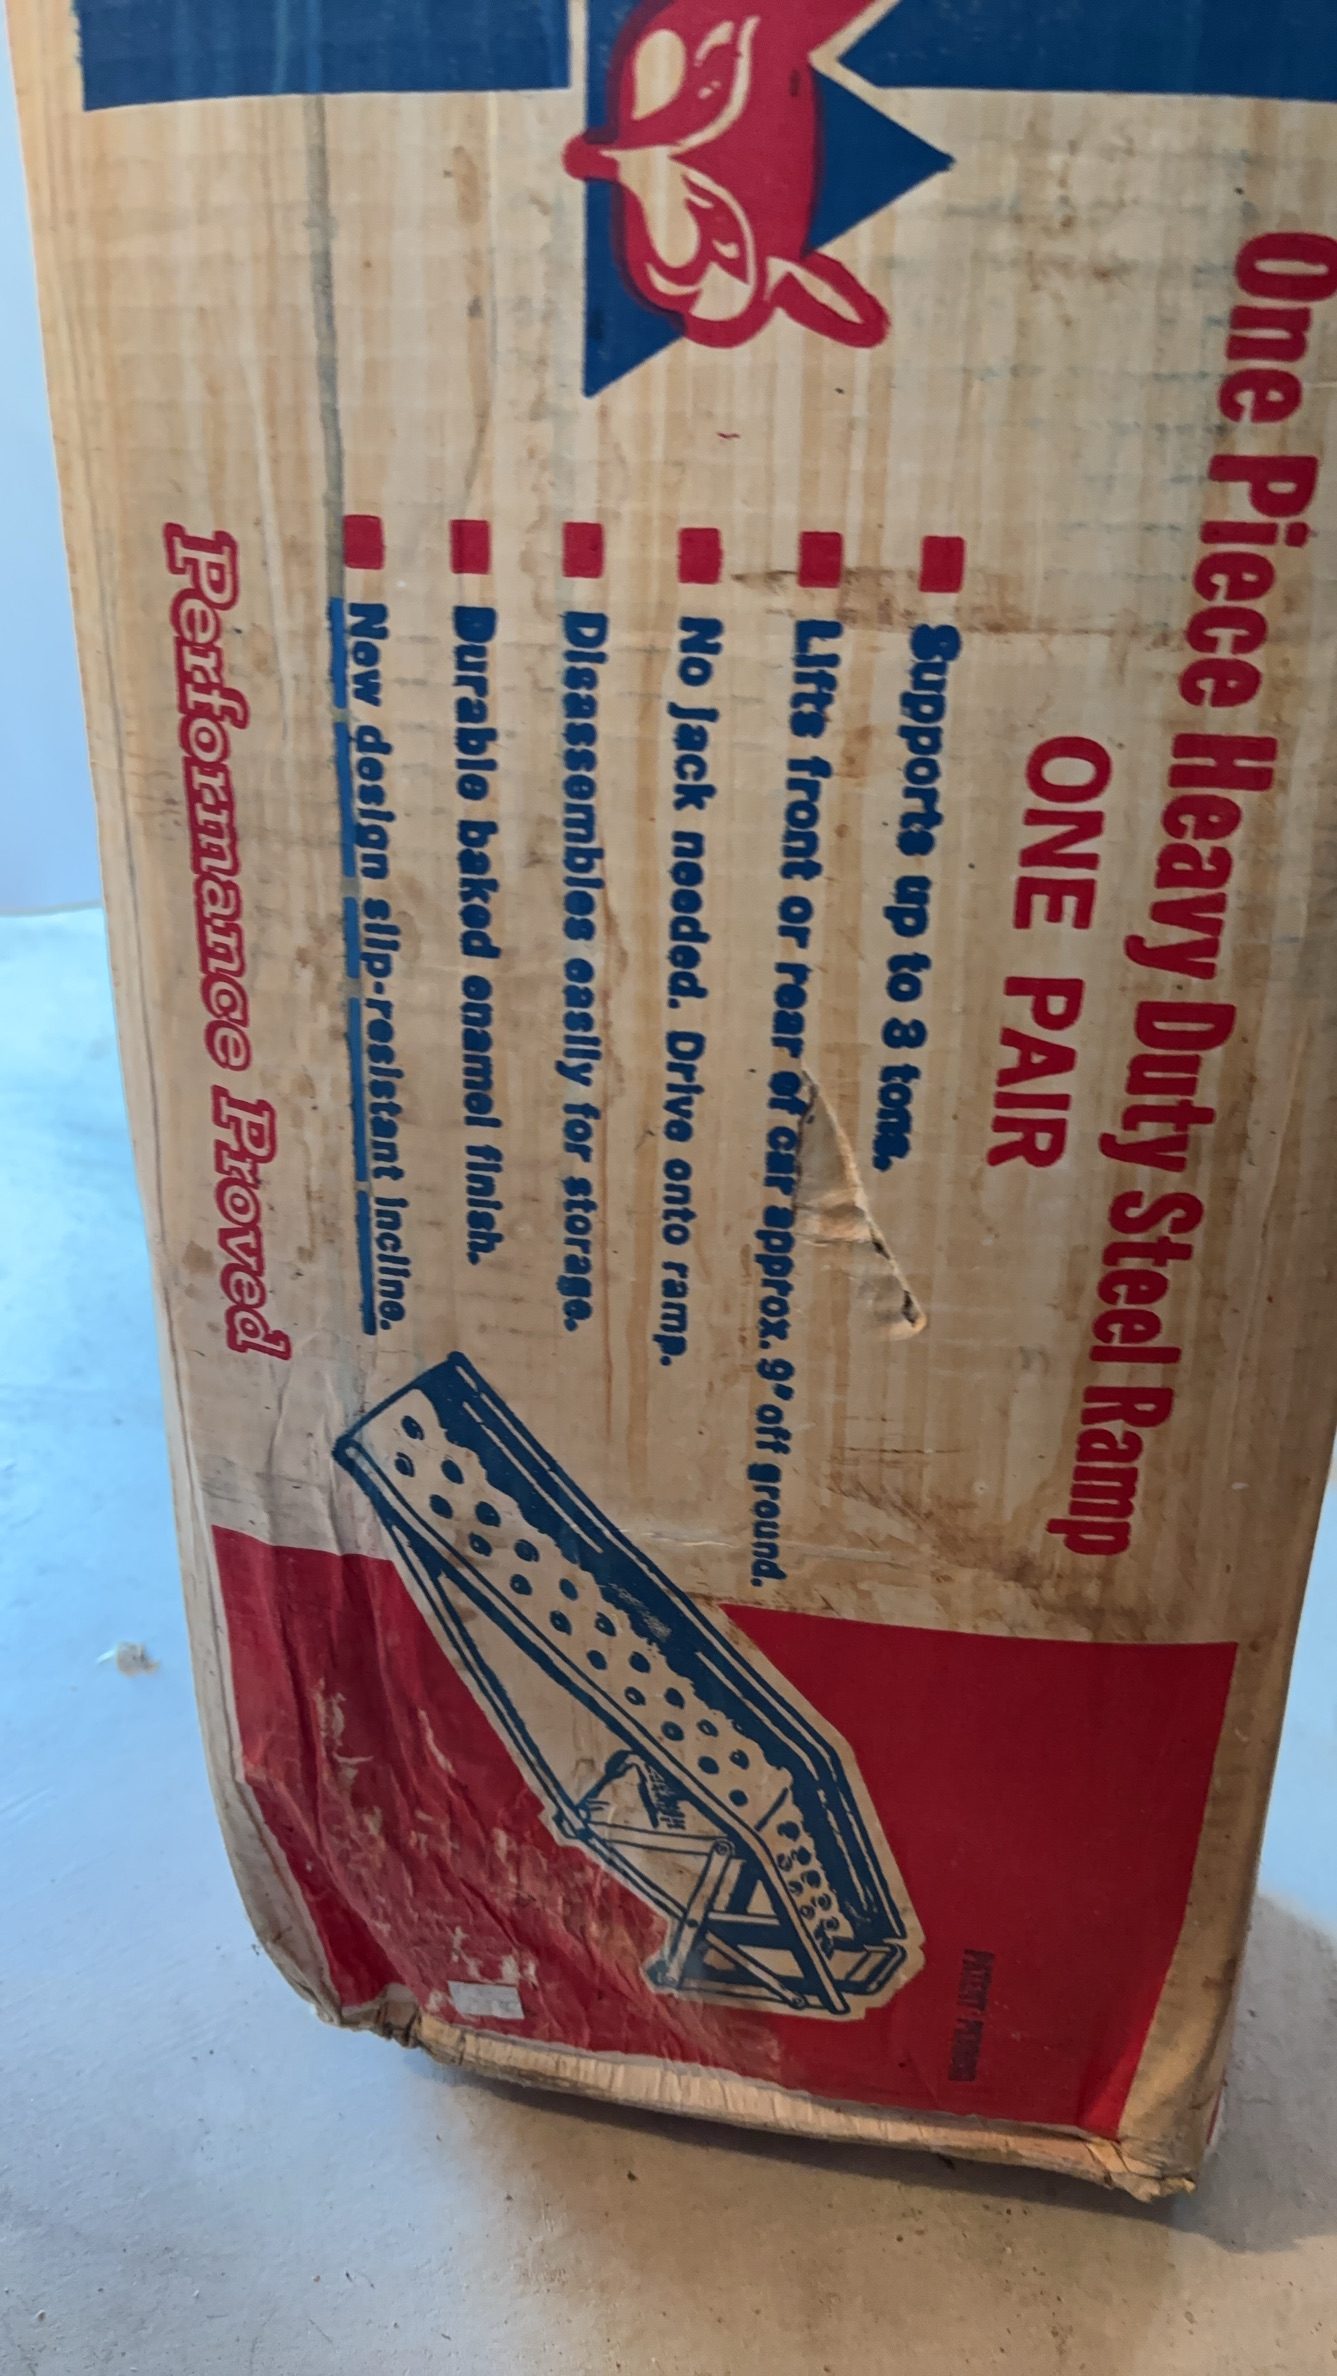 One Piece Heavy Duty Steel Ramp
ONE PAIR
Supports up to 3 tons.
Lifts front or rear of car approx. 9" off ground.
No jack needed. Drive onto ramp.
Disassembles easily for storage.
Durable baked enamel finish.
New design slip-resistant incline.
Performance Proved
PATENT PENDING